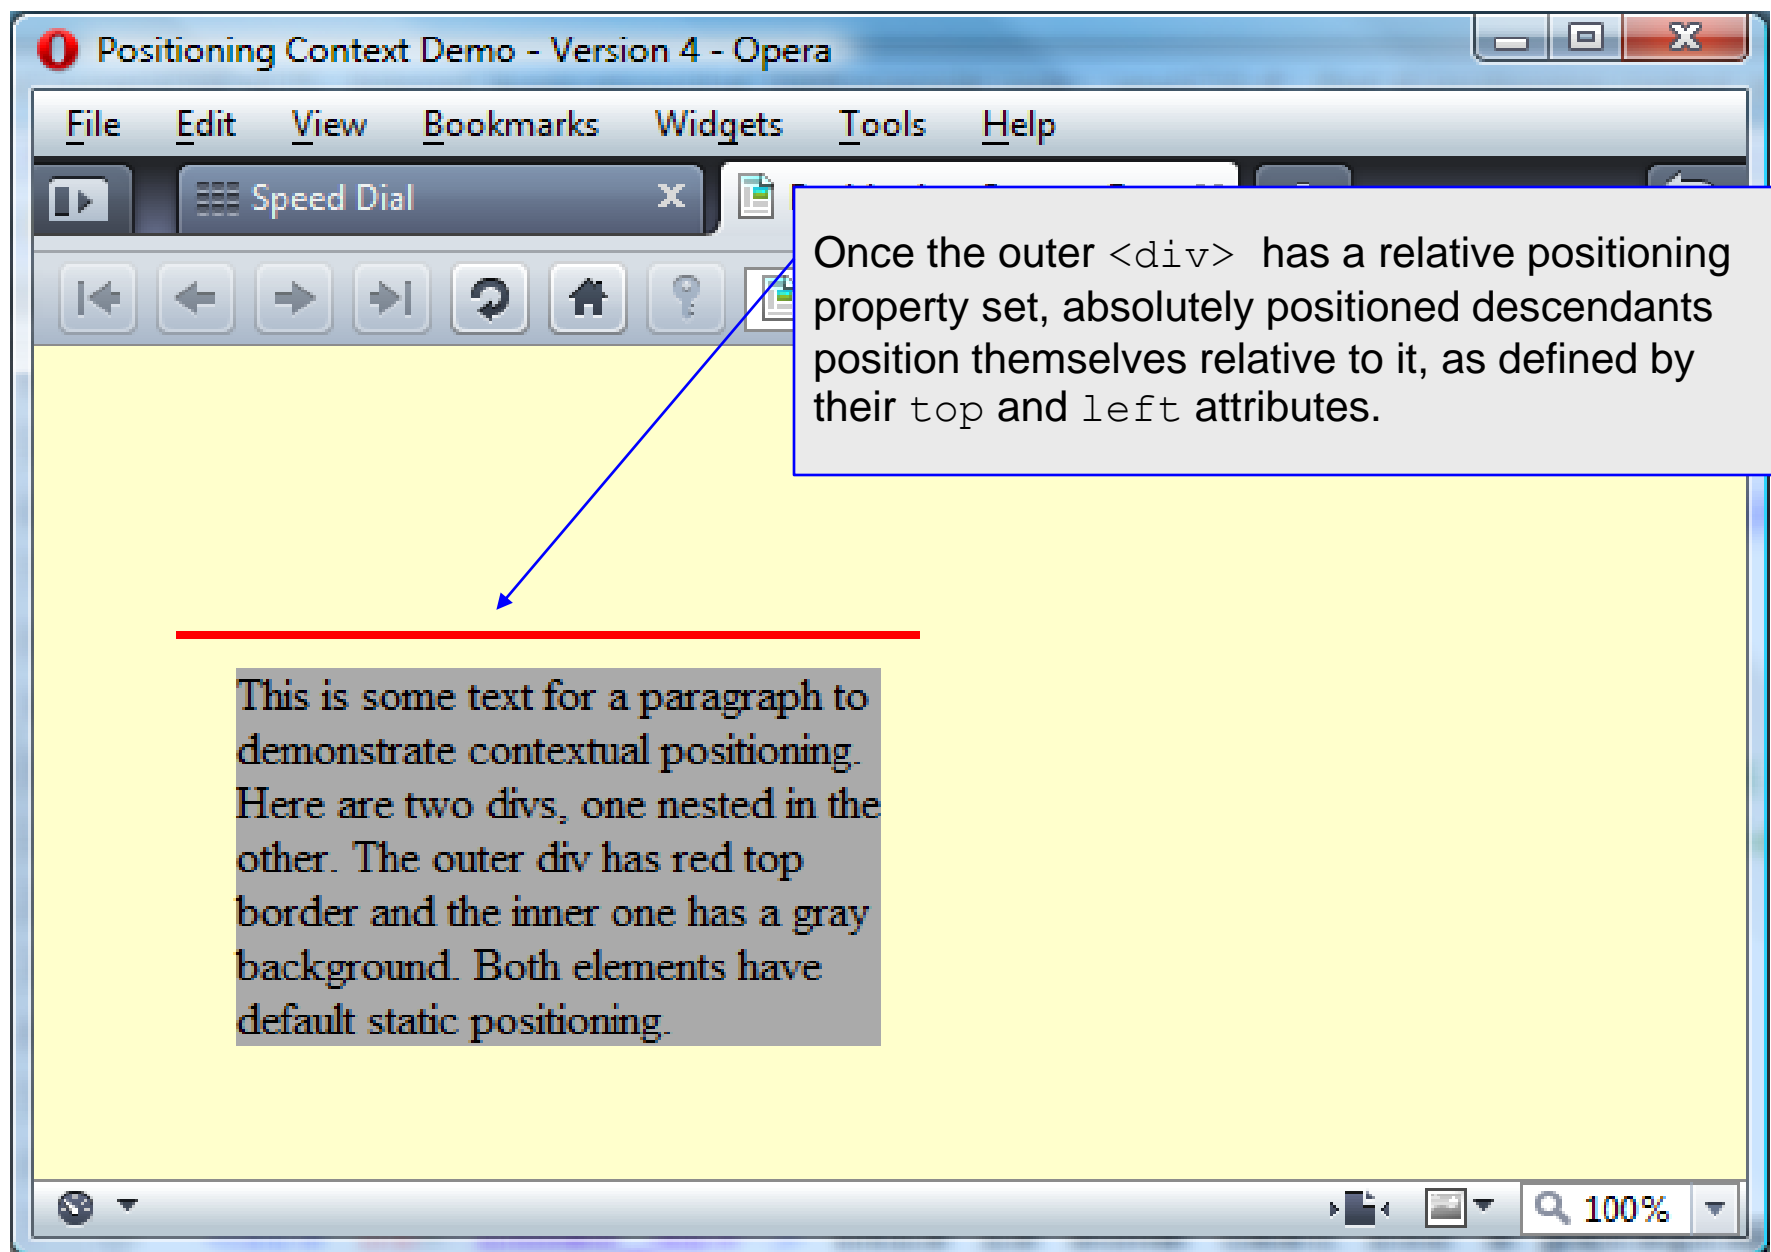 Positioning Context Demo - Version 4 - Opera
File Edit View Bookmarks Widgets Tools Help
Speed Dial
Once the outer <div> has a relative positioning
property set, absolutely positioned descendants
position themselves relative to it, as defined by
their top and left attributes.
This is some text for a paragraph to
demonstrate contextual positioning.
Here are two divs, one nested in the
other. The outer div has red top
border and the inner one has a gray
background. Both elements have
default static positioning.
100%